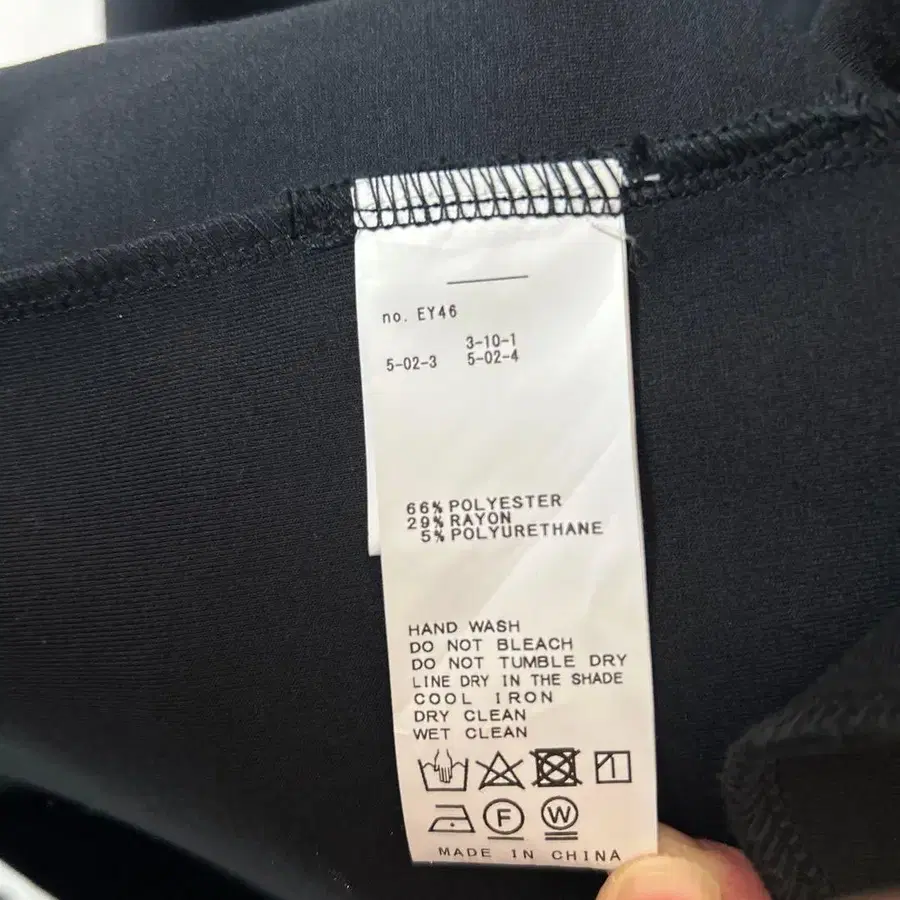 no. EY46
3-10-1
5-02-3 5-02-4
66% POLYESTER
29% RAYON
5% POLYURETHANE
HAND WASH
DO NOT BLEACH
DO NOT TUMBLE DRY
LINE DRY IN THE SHADE
COOL IRON
DRY CLEAN
WET CLEAN
F W
MADE IN CHINA